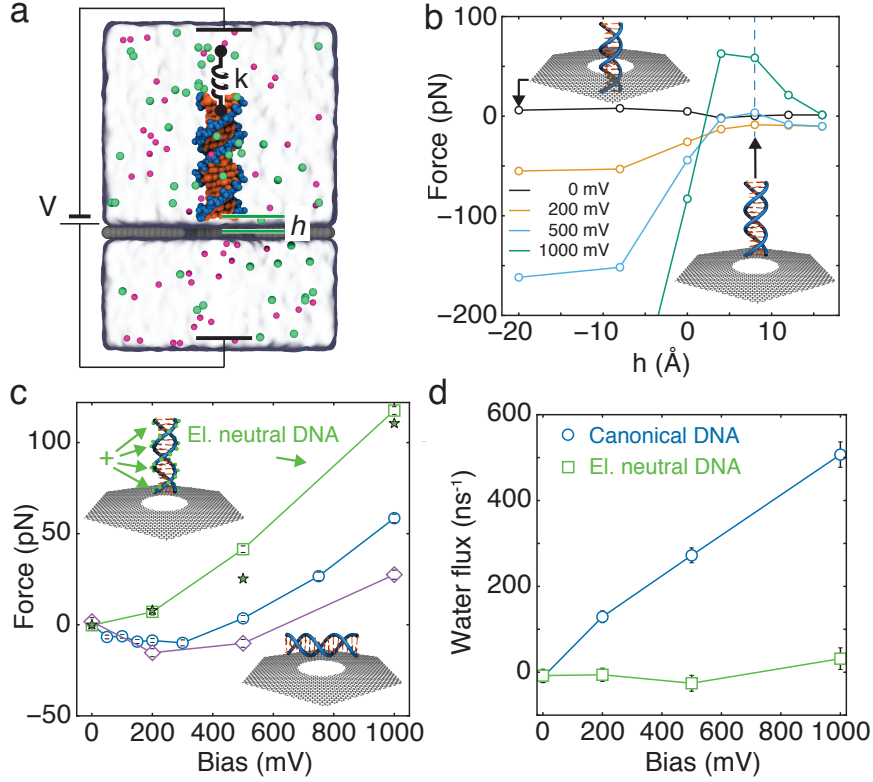 a
k
V
h
b
Force (pN)
100
0
−100
−200
0 mV
200 mV
500 mV
1000 mV
−20
−10
0
10
h (Å)
c
El. neutral DNA
+
Force (pN)
100
50
0
−50
0
200
400
600
800
1000
Bias (mV)
d
Canonical DNA
El. neutral DNA
Water flux (ns⁻¹)
600
400
200
0
0
200
400
600
800
1000
Bias (mV)